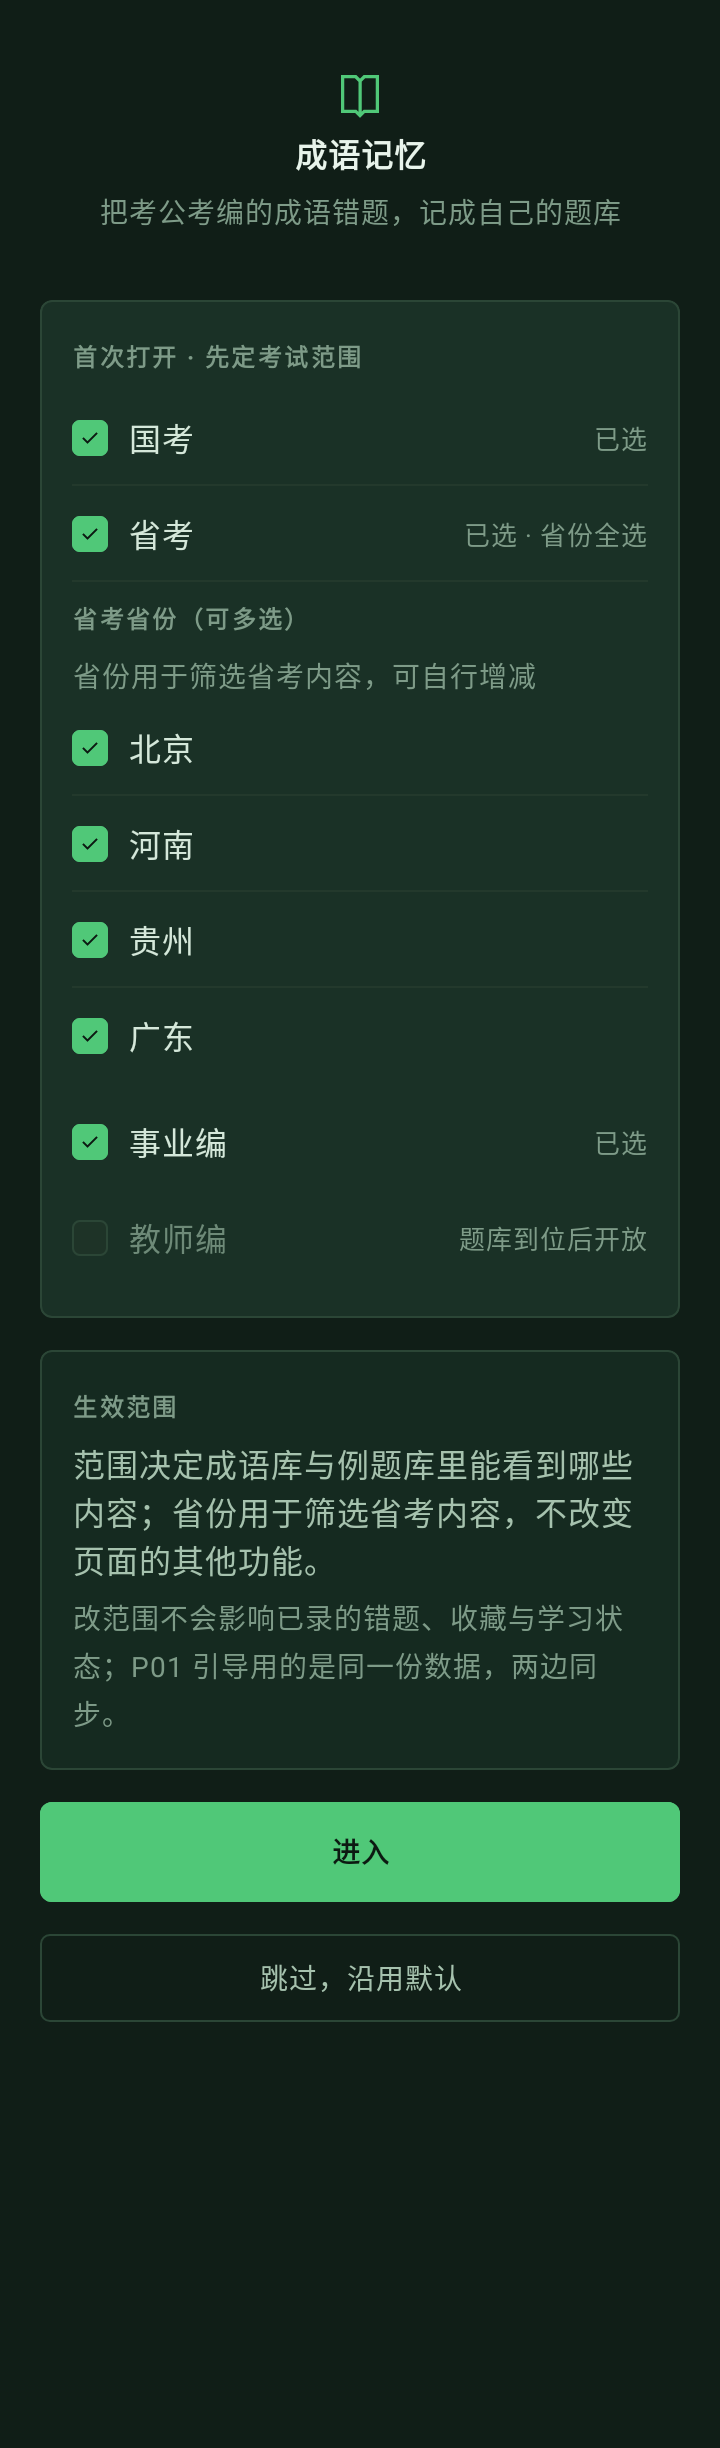 成语记忆
把考公考编的成语错题，记成自己的题库
首次打开 · 先定考试范围
国考 已选
省考 已选 · 省份全选
省考省份（可多选）
省份用于筛选省考内容，可自行增减
北京
河南
贵州
广东
事业编 已选
教师编 题库到位后开放
生效范围
范围决定成语库与例题库里能看到哪些
内容；省份用于筛选省考内容，不改变
页面的其他功能。
改范围不会影响已录的错题、收藏与学习状
态；P01 引导用的是同一份数据，两边同
步。
进入
跳过，沿用默认